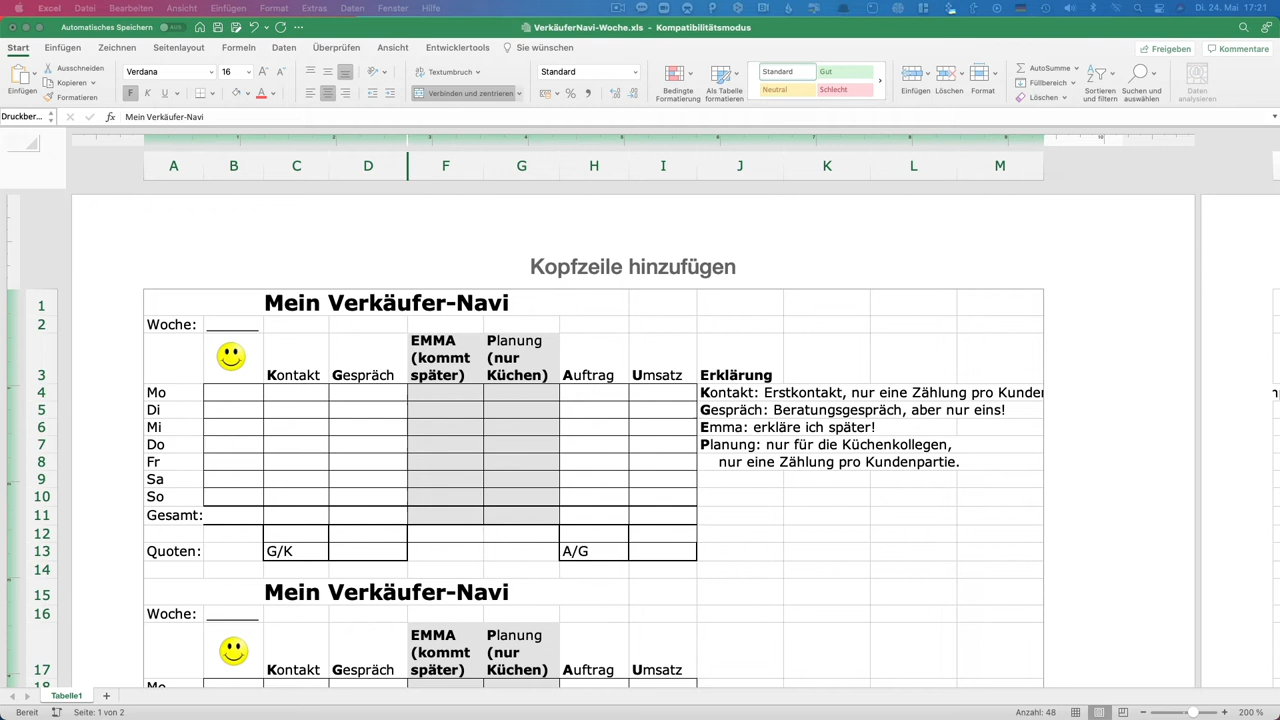 Excel Datei Bearbeiten Ansicht Einfügen Format Extras Daten Fenster Hilfe Di. 24. Mai 17:21
Automatisches Speichern AUS VerkäuferNavi-Woche.xls - Kompatibilitätsmodus
Start Einfügen Zeichnen Seitenlayout Formeln Daten Überprüfen Ansicht Entwicklertools Sie wünschen Freigeben Kommentare
Einfügen Ausschneiden Kopieren Formatieren
Verdana 16 Textumbruch Standard
F K U Verbinden und zentrieren
Bedingte Formatierung Als Tabelle formatieren
Standard Gut
Neutral Schlecht
Einfügen Löschen Format
AutoSumme Füllbereich Löschen
Sortieren und filtern Suchen und auswählen Daten analysieren
Druckber... fx Mein Verkäufer-Navi
A B C D F G H I J K L M
Kopfzeile hinzufügen
1 Mein Verkäufer-Navi
2 Woche: ______
3 Kontakt Gespräch EMMA (kommt später) Planung (nur Küchen) Auftrag Umsatz Erklärung
4 Mo Kontakt: Erstkontakt, nur eine Zählung pro Kunden
5 Di Gespräch: Beratungsgespräch, aber nur eins!
6 Mi Emma: erkläre ich später!
7 Do Planung: nur für die Küchenkollegen,
8 Fr nur eine Zählung pro Kundenpartie.
9 Sa
10 So
11 Gesamt:
12
13 Quoten: G/K A/G
14
15 Mein Verkäufer-Navi
16 Woche: ______
17 Kontakt Gespräch EMMA (kommt später) Planung (nur Küchen) Auftrag Umsatz
Mo
Tabelle1 +
Bereit Seite: 1 von 2 Anzahl: 48 200 %